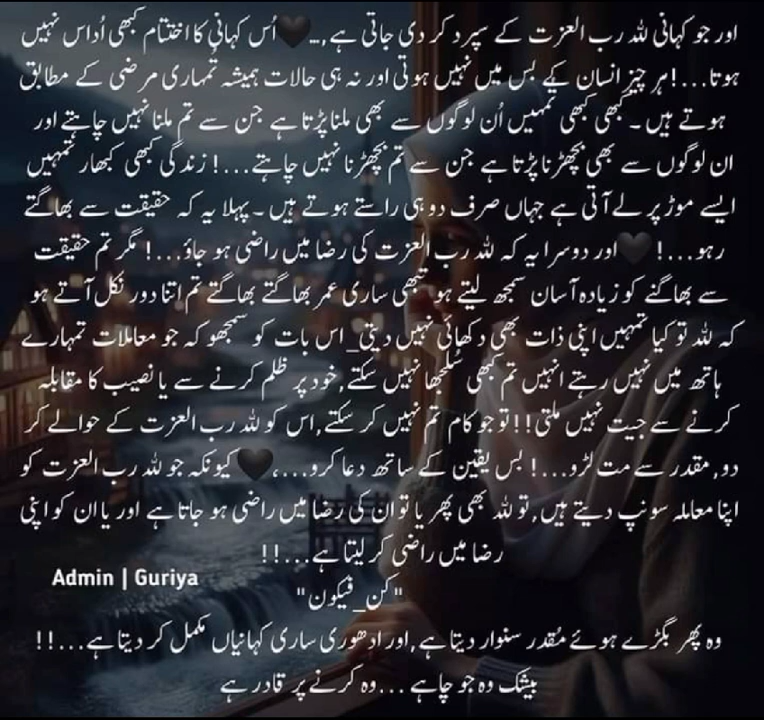 اور جو کہانی للہ رب العزت کے سپرد کر دی جاتی ہے,...🖤اُس کہانی کا اختتام کبھی اُداس نہیں
ہوتا...!ہر چیز انسان کے بس میں نہیں ہوتی اور نہ ہی حالات ہمیشہ تمہاری مرضی کے مطابق
ہوتے ہیں۔کبھی کبھی تمہیں اُن لوگوں سے بھی ملنا پڑتا ہے جن سے تم ملنا نہیں چاہتے اور
ان لوگوں سے بھی بچھڑنا پڑتا ہے جن سے تم بچھڑنا نہیں چاہتے...!زندگی کبھی کبھار تمہیں
ایسے موڑ پر لے آتی ہے جہاں صرف دو ہی راستے ہوتے ہیں۔پہلا یہ کہ حقیقت سے بھاگتے
رہو...!🖤اور دوسرا یہ کہ للہ رب العزت کی رضا میں راضی ہو جاؤ...!مگر تم حقیقت
سے بھاگنے کو زیادہ آسان سمجھ لیتے ہو تبھی ساری عمر بھاگتے بھاگتے تم اتنا دور نکل آتے ہو
کہ للہ تو کیا تمہیں اپنی ذات بھی دکھائی نہیں دیتی_اس بات کو سمجھو کہ جو معاملات تمہارے
ہاتھ میں نہیں رہتے انہیں تم کبھی سُلجھا نہیں سکتے,خود پر ظلم کرنے سے یا نصیب کا مقابلہ
کرنے سے جیت نہیں ملتی!!تو جو کام تم نہیں کر سکتے,اس کو للہ رب العزت کے حوالے کر
دو,مقدر سے مت لڑو...!بس یقین کے ساتھ دعا کرو...،🖤کیونکہ جو للہ رب العزت کو
اپنا معاملہ سونپ دیتے ہیں,تو للہ بھی پھر یا تو ان کی رضا میں راضی ہو جاتا ہے اور یا ان کو اپنی
رضا میں راضی کر لیتا ہے...!!
Admin | Guriya
"کن_فیکون"
وہ پھر بگڑے ہوئے مُقدر سنوار دیتا ہے,اور ادھوری ساری کہانیاں مکمل کر دیتا ہے...!!
بیشک وہ جو چاہے ...وہ کرنے پر قادر ہے